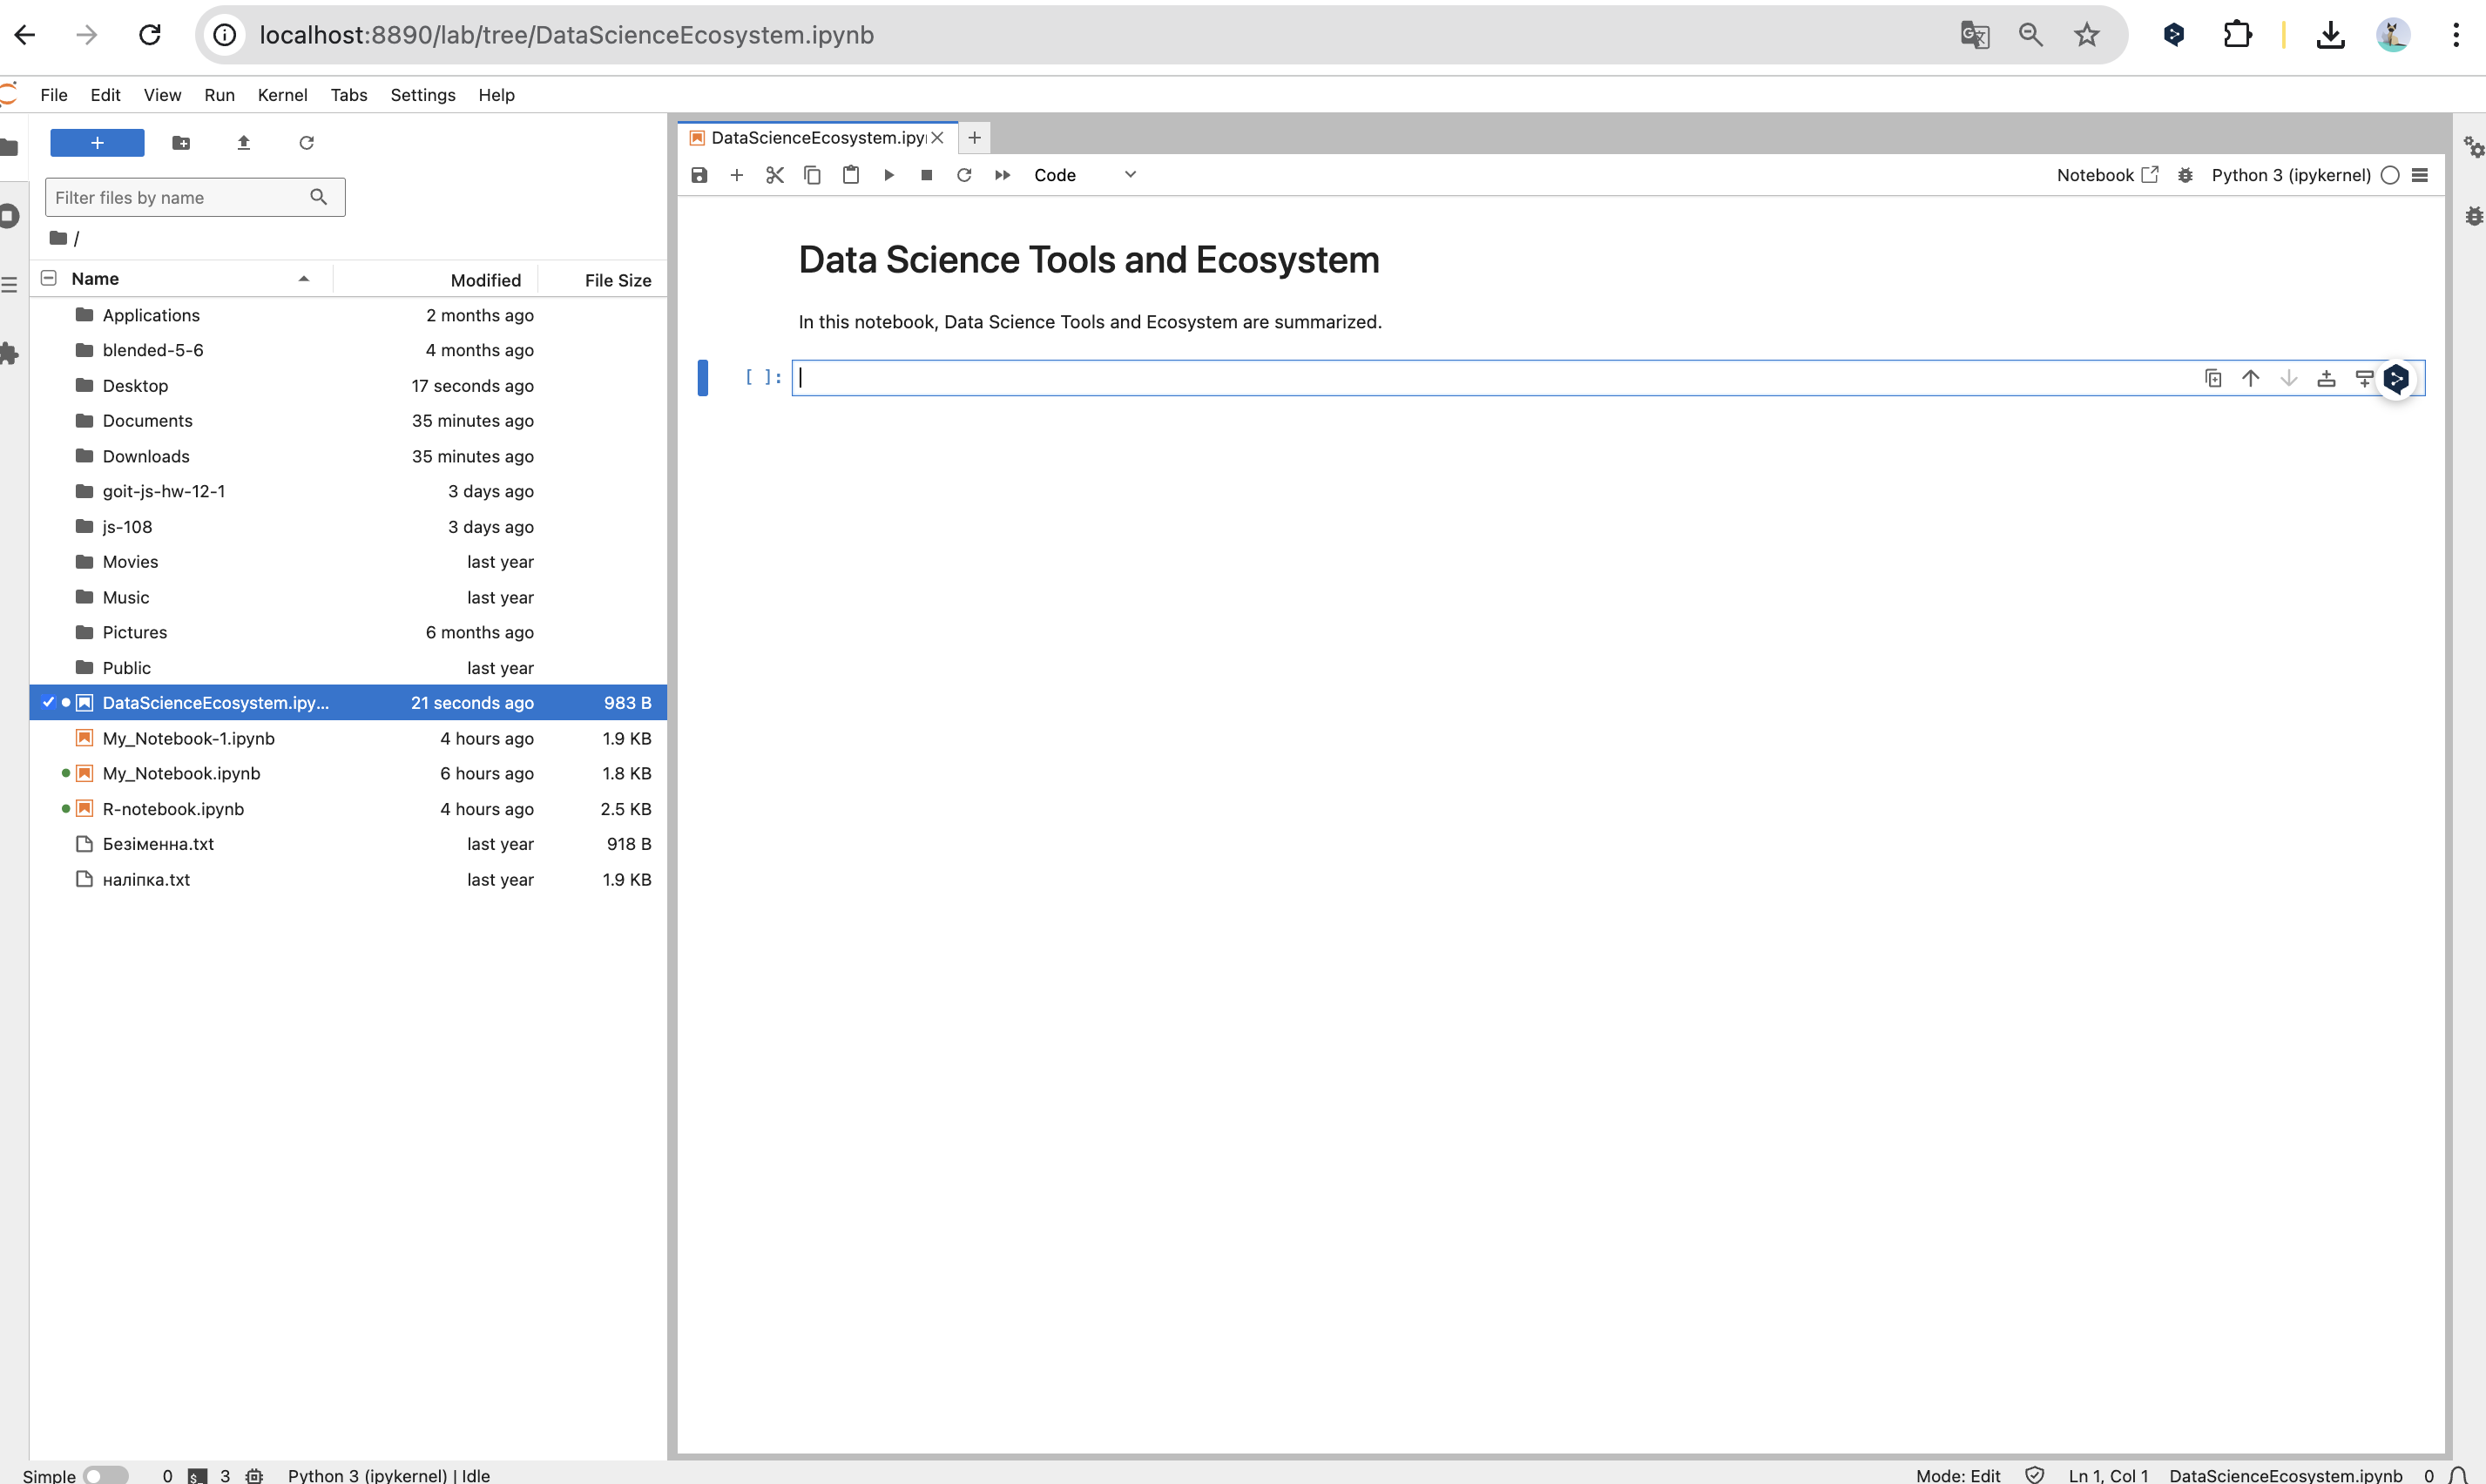 localhost:8890/lab/tree/DataScienceEcosystem.ipynb
File Edit View Run Kernel Tabs Settings Help
Filter files by name
/
Name Modified File Size
Applications 2 months ago
blended-5-6 4 months ago
Desktop 17 seconds ago
Documents 35 minutes ago
Downloads 35 minutes ago
goit-js-hw-12-1 3 days ago
js-108 3 days ago
Movies last year
Music last year
Pictures 6 months ago
Public last year
DataScienceEcosystem.ipy... 21 seconds ago 983 B
My_Notebook-1.ipynb 4 hours ago 1.9 KB
My_Notebook.ipynb 6 hours ago 1.8 KB
R-notebook.ipynb 4 hours ago 2.5 KB
Безіменна.txt last year 918 B
наліпка.txt last year 1.9 KB
DataScienceEcosystem.ipy
Code Notebook Python 3 (ipykernel)
Data Science Tools and Ecosystem
In this notebook, Data Science Tools and Ecosystem are summarized.
[ ]:
Simple 0 3 Python 3 (ipykernel) | Idle Mode: Edit Ln 1, Col 1 DataScienceEcosystem.ipynb 0